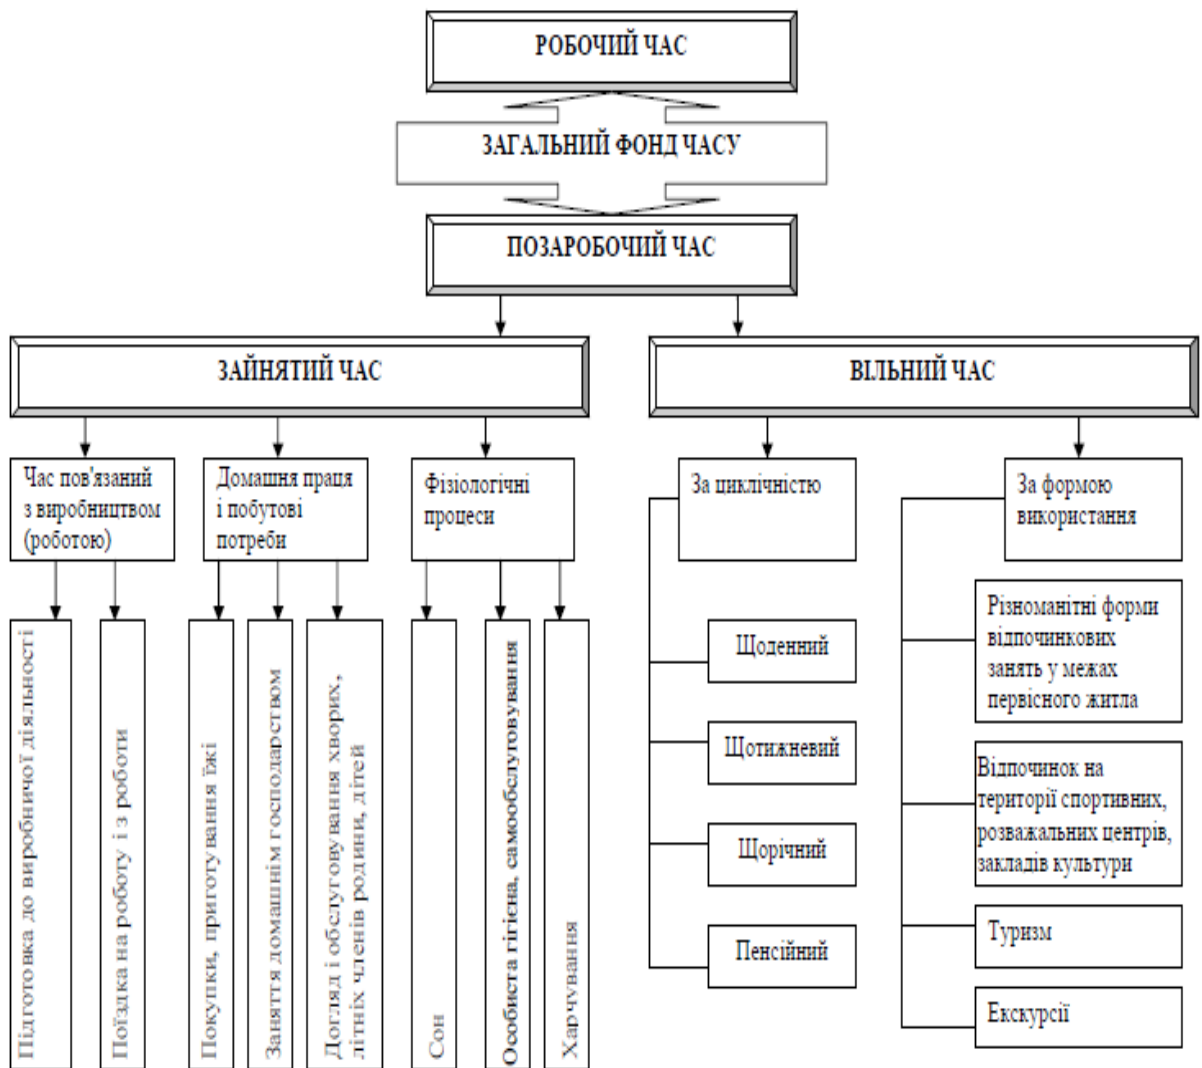 РОБОЧИЙ ЧАС
ЗАГАЛЬНИЙ ФОНД ЧАСУ
ПОЗАРОБОЧИЙ ЧАС
ЗАЙНЯТИЙ ЧАС
ВІЛЬНИЙ ЧАС
Час пов'язаний
з виробництвом
(роботою)
Домашня праця
і побутові
потреби
Фізіологічні
процеси
За циклічністю
За формою
використання
Підготовка до виробничої діяльності
Поїздка на роботу і з роботи
Покупки, приготування їжі
Заняття домашнім господарством
Догляд і обслуговування хворих,
літніх членів родини, дітей
Сон
Особиста гігієна, самообслуговування
Харчування
Щоденний
Щотижневий
Щорічний
Пенсійний
Різноманітні форми
відпочинкових
занять у межах
первісного житла
Відпочинок на
території спортивних,
розважальних центрів,
закладів культури
Туризм
Екскурсії